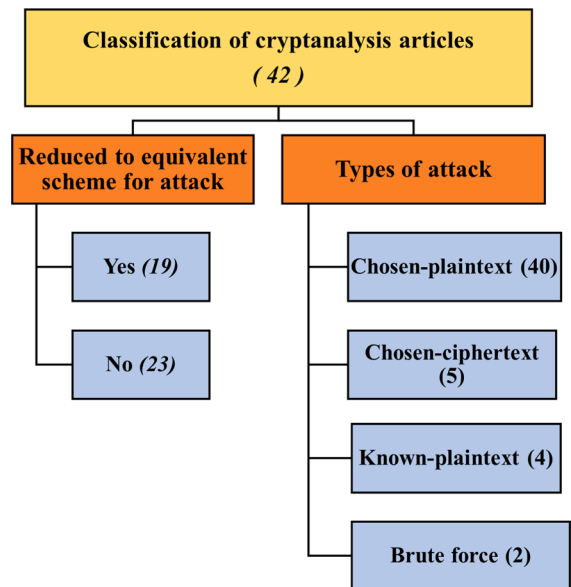 Classification of cryptanalysis articles
( 42 )
Reduced to equivalent
scheme for attack
Types of attack
Yes (19)
No (23)
Chosen-plaintext (40)
Chosen-ciphertext
(5)
Known-plaintext (4)
Brute force (2)